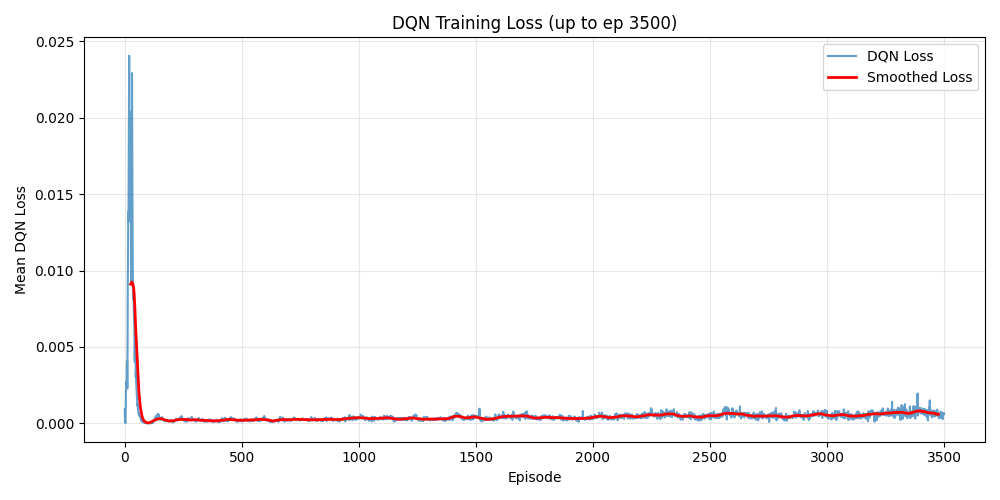 DQN Training Loss (up to ep 3500)
DQN Loss
Smoothed Loss
Mean DQN Loss
0.025
0.020
0.015
0.010
0.005
0.000
0 500 1000 1500 2000 2500 3000 3500
Episode